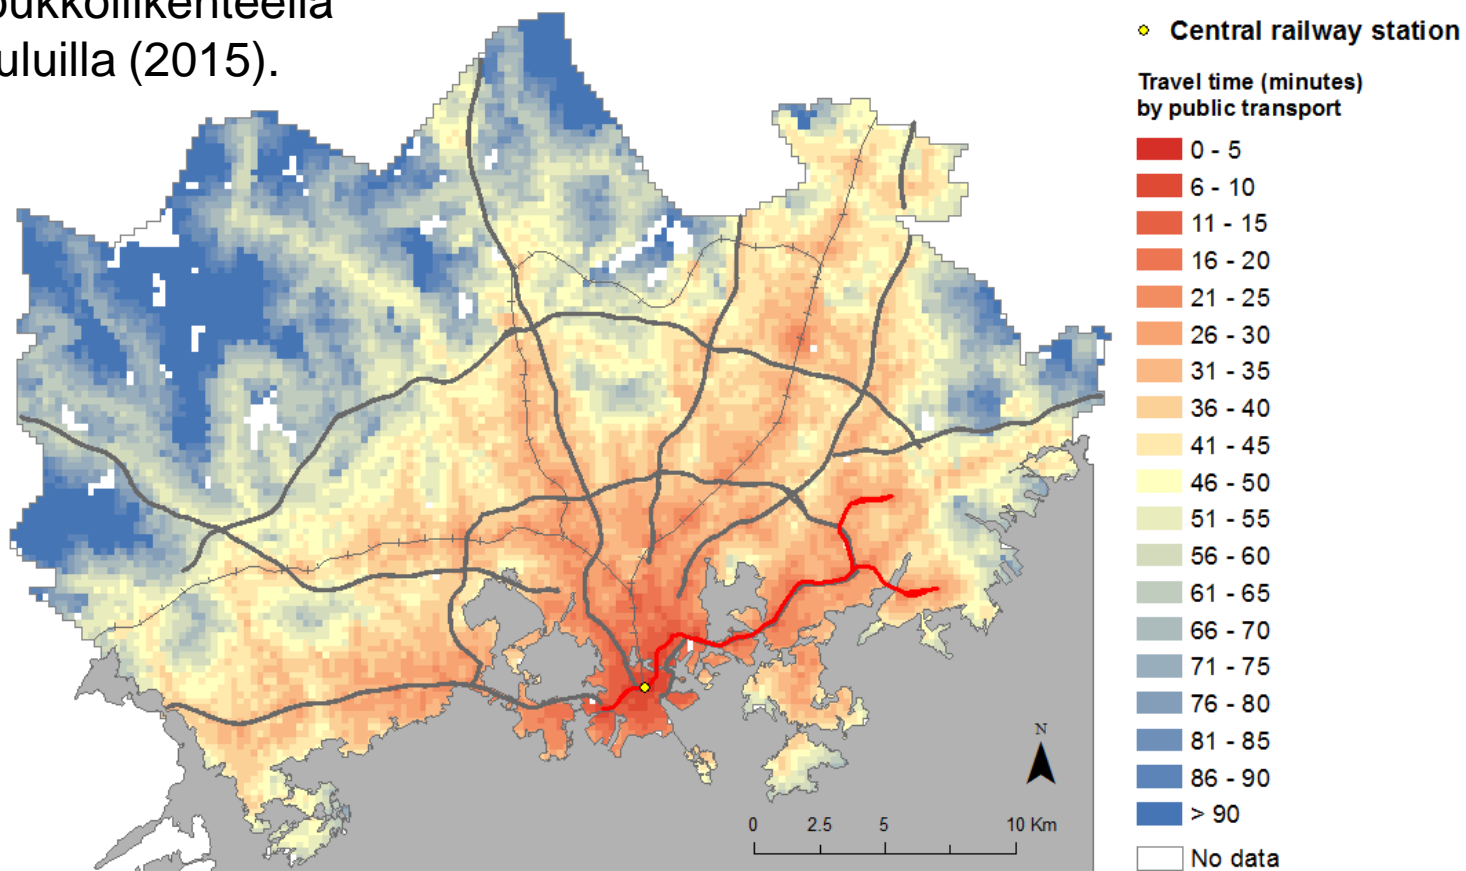 uluilla (2015).
Central railway station
Travel time (minutes)
by public transport
0 - 5
6 - 10
11 - 15
16 - 20
21 - 25
26 - 30
31 - 35
36 - 40
41 - 45
46 - 50
51 - 55
56 - 60
61 - 65
66 - 70
71 - 75
76 - 80
81 - 85
86 - 90
> 90
No data
N
0 2.5 5 10 Km